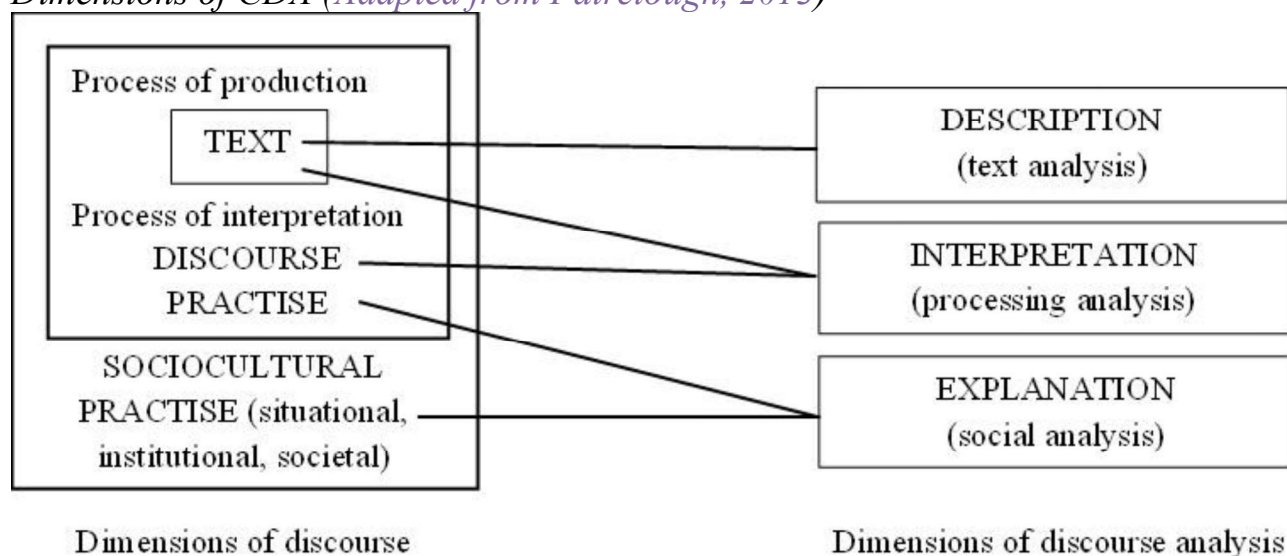 Dimensions of CDA (Adapted from Fairclough, 2013)
Process of production
TEXT
Process of interpretation
DISCOURSE
PRACTISE
SOCIOCULTURAL
PRACTISE (situational,
institutional, societal)
Dimensions of discourse
DESCRIPTION
(text analysis)
INTERPRETATION
(processing analysis)
EXPLANATION
(social analysis)
Dimensions of discourse analysis